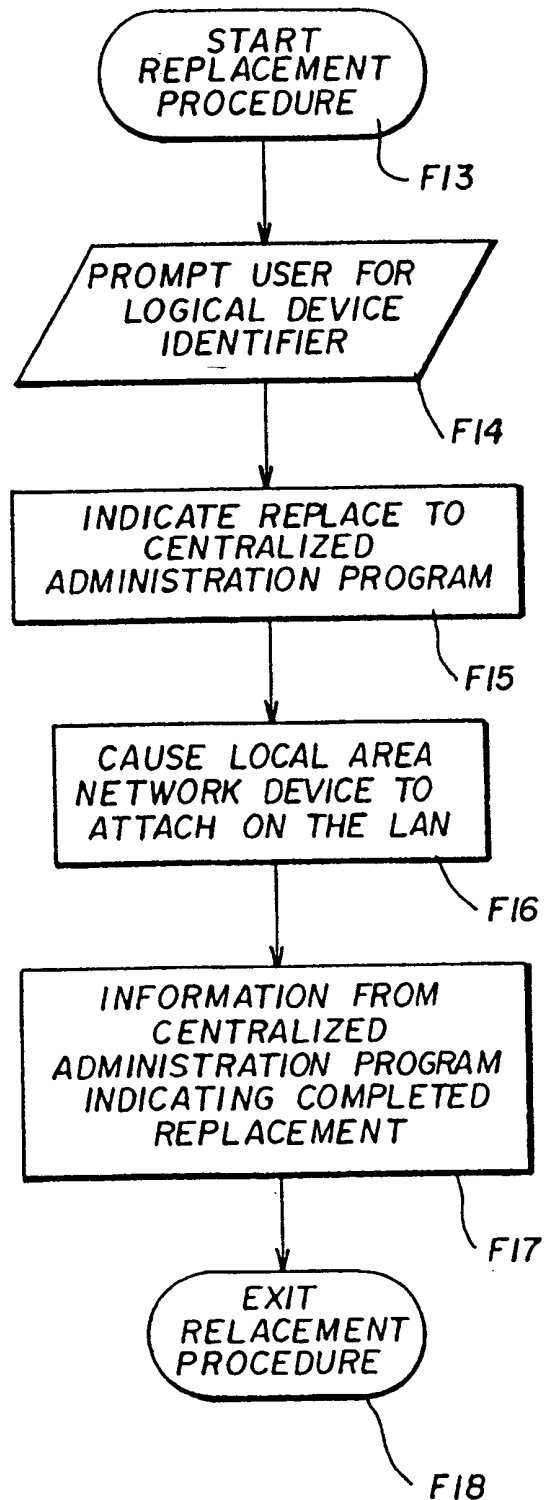 START
REPLACEMENT
PROCEDURE
F13
PROMPT USER FOR
LOGICAL DEVICE
IDENTIFIER
F14
INDICATE REPLACE TO
CENTRALIZED
ADMINISTRATION PROGRAM
F15
CAUSE LOCAL AREA
NETWORK DEVICE TO
ATTACH ON THE LAN
F16
INFORMATION FROM
CENTRALIZED
ADMINISTRATION PROGRAM
INDICATING COMPLETED
REPLACEMENT
F17
EXIT
RELACEMENT
PROCEDURE
F18